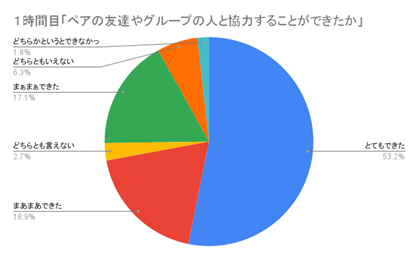 1時間目「ペアの友達やグループの人と協力することができたか」
どちらかというとできなかっ
1.8%
どちらともいえない
6.3%
まぁまぁできた
17.1%
どちらとも言えない
2.7%
まあまあできた
18.9%
とてもできた
53.2%